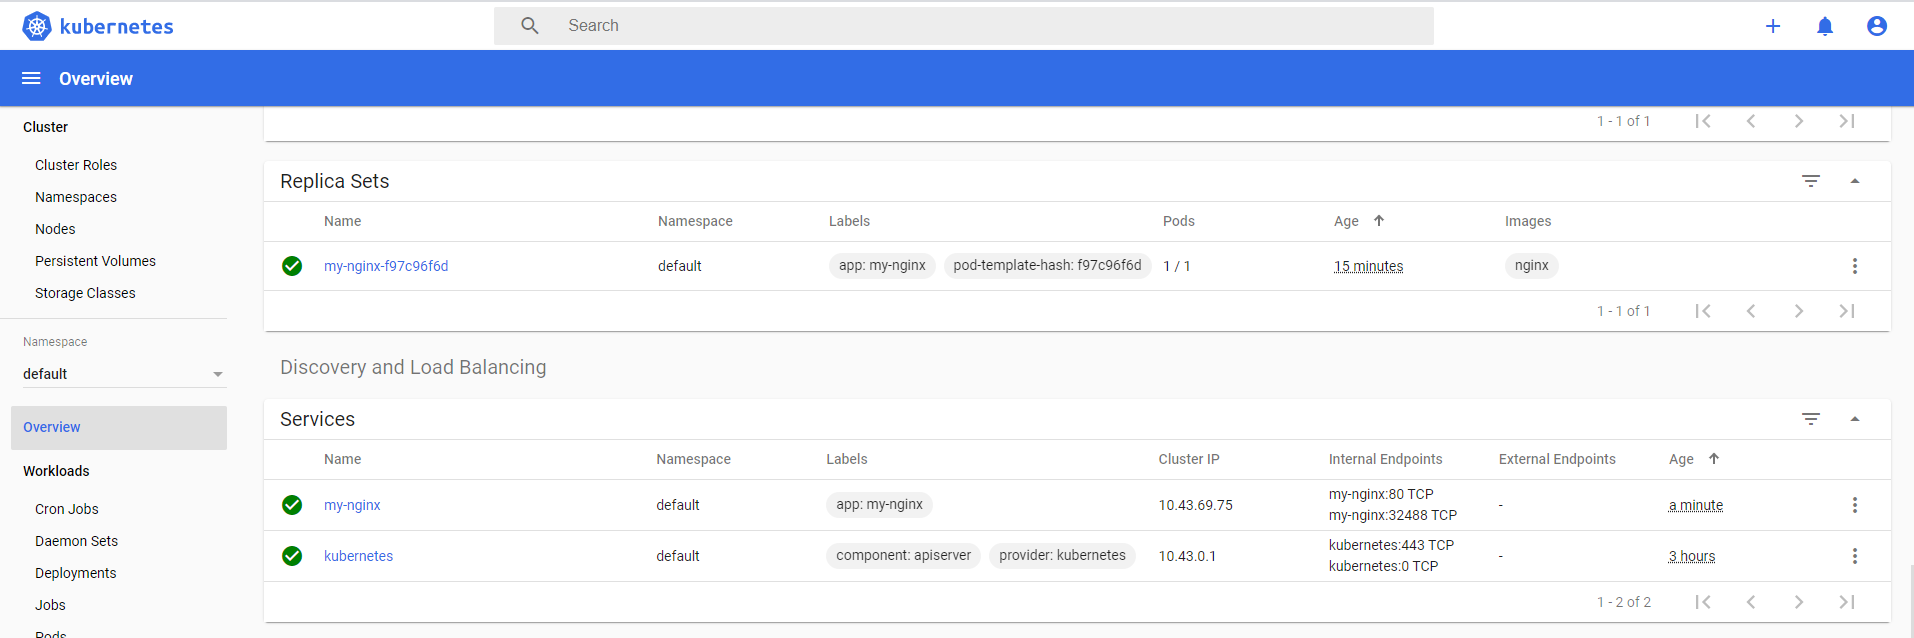 kubernetes
Search
Overview
Cluster
Cluster Roles
Namespaces
Nodes
Persistent Volumes
Storage Classes
Namespace
default
Overview
Workloads
Cron Jobs
Daemon Sets
Deployments
Jobs
Pods
1 - 1 of 1
Replica Sets
Name Namespace Labels Pods Age Images
my-nginx-f97c96f6d default app: my-nginx pod-template-hash: f97c96f6d 1 / 1 15 minutes nginx
1 - 1 of 1
Discovery and Load Balancing
Services
Name Namespace Labels Cluster IP Internal Endpoints External Endpoints Age
my-nginx default app: my-nginx 10.43.69.75 my-nginx:80 TCP - a minute
my-nginx:32488 TCP
kubernetes default component: apiserver provider: kubernetes 10.43.0.1 kubernetes:443 TCP - 3 hours
kubernetes:0 TCP
1 - 2 of 2